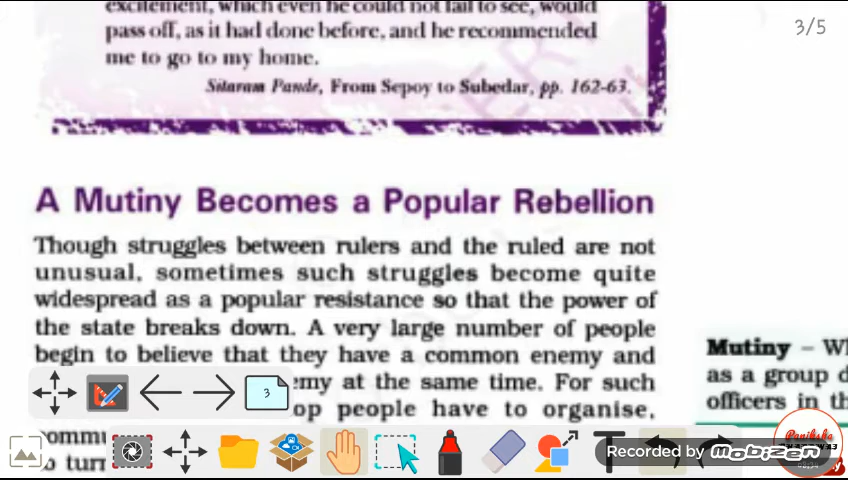 excitement, which even he could not fail to see, would
pass off, as it had done before, and he recommended
me to go to my home.
Sitaram Pande, From Sepoy to Subedar, pp. 162-63.
3/5
A Mutiny Becomes a Popular Rebellion
Though struggles between rulers and the ruled are not
unusual, sometimes such struggles become quite
widespread as a popular resistance so that the power of
the state breaks down. A very large number of people
begin to believe that they have a common enemy and
at the same time. For such
people have to organise,
Mutiny –
as a group
officers in
3
Recorded by mobizen